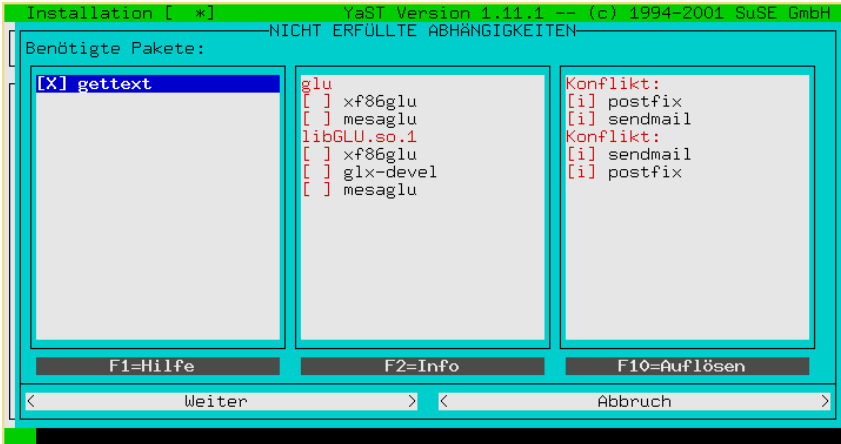 Installation [  *]             YaST Version 1.11.1 -- (c) 1994-2001 SuSE GmbH
NICHT ERFÜLLTE ABHÄNGIGKEITEN
Benötigte Pakete:
[X] gettext
glu
[ ] xf86glu
[ ] mesaglu
libGLU.so.1
[ ] xf86glu
[ ] glx-devel
[ ] mesaglu
Konflikt:
[i] postfix
[i] sendmail
Konflikt:
[i] sendmail
[i] postfix
F1=Hilfe F2=Info F10=Auflösen
< Weiter > < Abbruch >